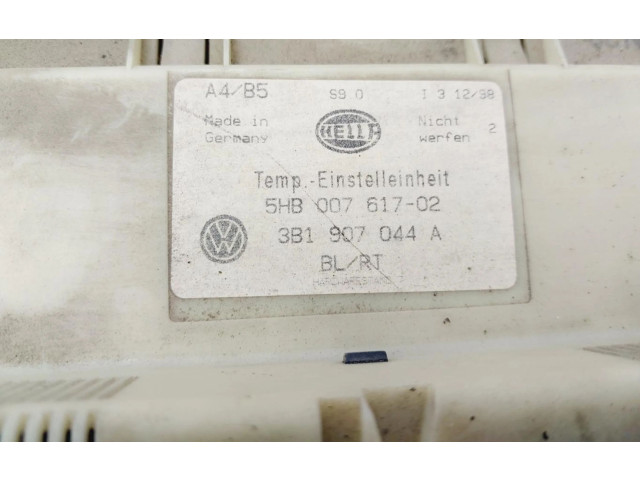 A4/B5 S9 0 I 3 12/38
Made in Germany
HELLA
Nicht werfen 2
Temp.-Einstelleinheit
5HB 007 617-02
3B1 907 044 A
BL/RT